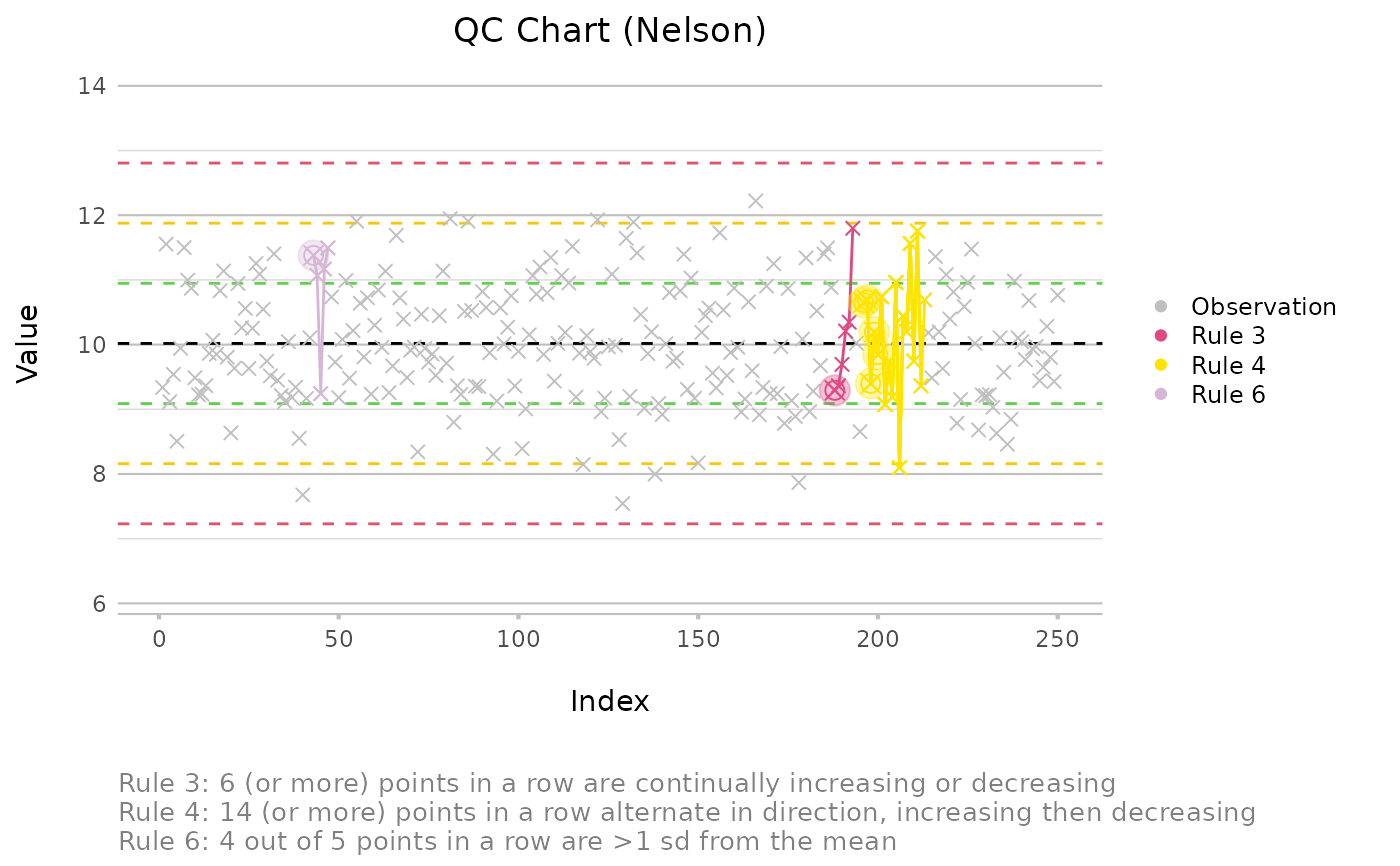 QC Chart (Nelson)
14
12
10
8
6
Value
0 50 100 150 200 250
Index
Observation
Rule 3
Rule 4
Rule 6
Rule 3: 6 (or more) points in a row are continually increasing or decreasing
Rule 4: 14 (or more) points in a row alternate in direction, increasing then decreasing
Rule 6: 4 out of 5 points in a row are >1 sd from the mean